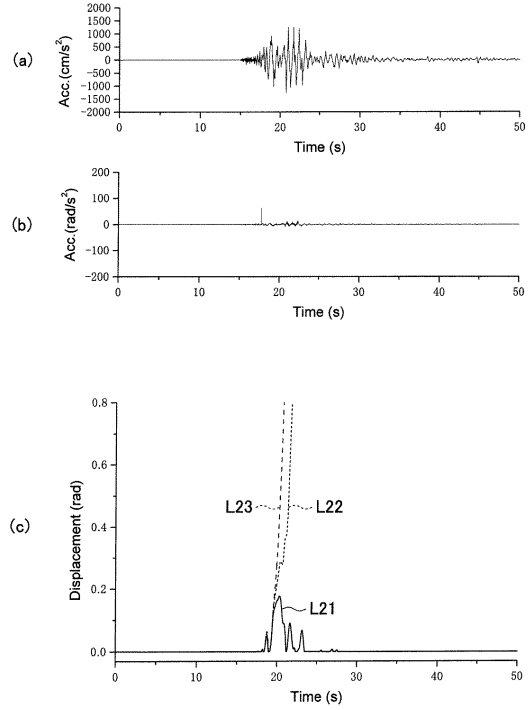 (a)
Acc.(cm/s²)
2000
1500
1000
500
0
-500
-1000
-1500
-2000
0 10 20 30 40 50
Time (s)
(b)
Acc.(rad/s²)
200
100
0
-100
-200
0 10 20 30 40 50
Time (s)
(c)
Displacement (rad)
0.8
0.6
0.4
0.2
0.0
L23
L22
L21
0 10 20 30 40 50
Time (s)